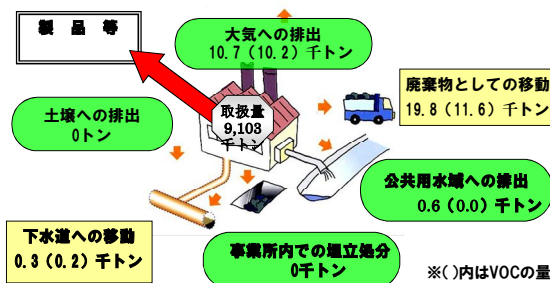 製 品 等
大気への排出
10.7（10.2）千トン
取扱量
9,103
千トン
廃棄物としての移動
19.8（11.6）千トン
土壌への排出
0トン
公共用水域への排出
0.6（0.0）千トン
下水道への移動
0.3（0.2）千トン
事業所内での埋立処分
0千トン
※( )内はVOCの量